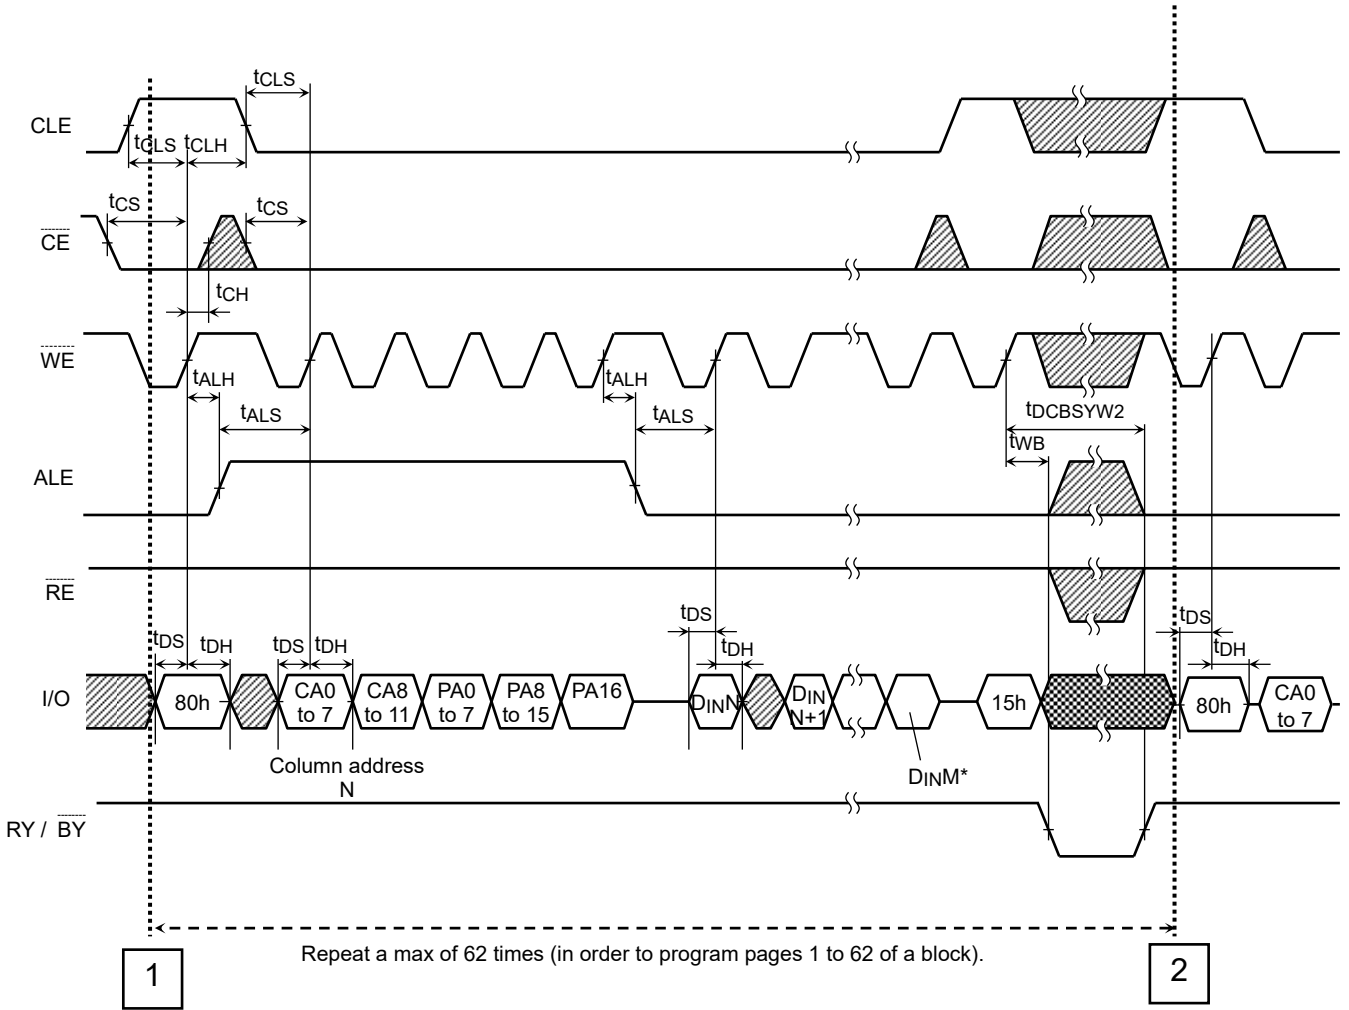 tCLS
CLE
tCLS tCLH
tCS
tCS
CE
tCH
WE
tALH
tALH
tDCBSYW2
tALS
tALS
tWB
ALE
RE
tDS
tDH
tDS
tDH
tDS
tDH
tDS
tDH
I/O
80h
CA0
to 7
CA8
to 11
PA0
to 7
PA8
to 15
PA16
DINN
DIN
N+1
15h
80h
CA0
to 7
Column address
N
DINM*
RY / BY
Repeat a max of 62 times (in order to program pages 1 to 62 of a block).
1
2